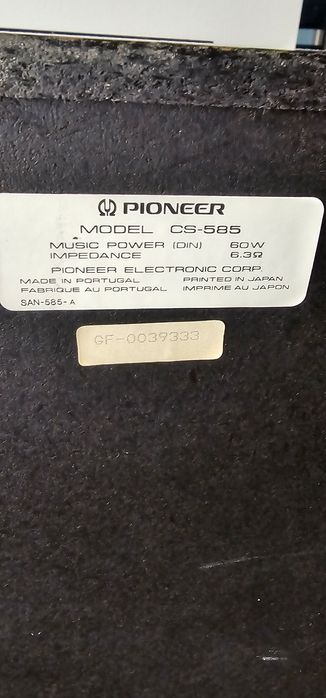 PIONEER
MODEL CS-585
MUSIC POWER (DIN) 60W
IMPEDANCE 6.3Ω
PIONEER ELECTRONIC CORP.
MADE IN PORTUGAL PRINTED IN JAPAN
FABRIQUE AU PORTUGAL IMPRIME AU JAPON
SAN-585-A
GF-0039333